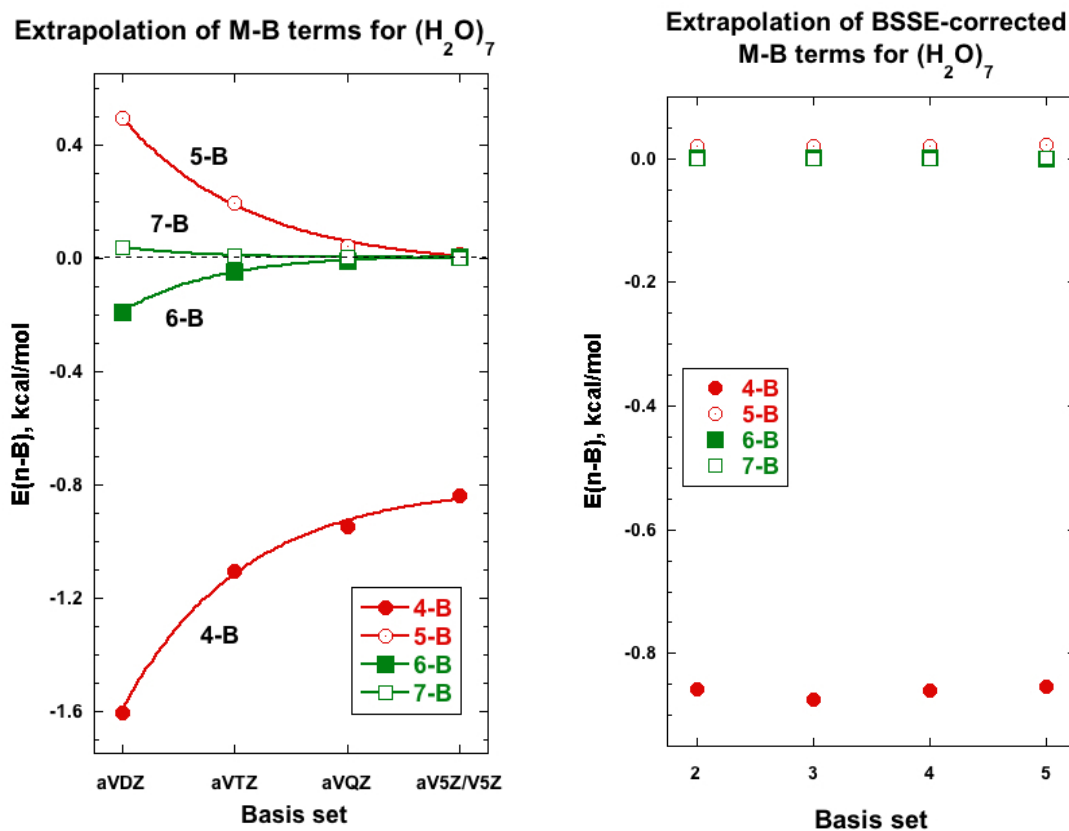 Extrapolation of M-B terms for (H₂O)₇
0.4
0.0
-0.4
-0.8
-1.2
-1.6
E(n-B), kcal/mol
5-B
7-B
6-B
4-B
4-B
5-B
6-B
7-B
aVDZ
aVTZ
aVQZ
aV5Z/V5Z
Basis set
Extrapolation of BSSE-corrected
M-B terms for (H₂O)₇
0.0
-0.2
-0.4
-0.6
-0.8
E(n-B), kcal/mol
4-B
5-B
6-B
7-B
2
3
4
5
Basis set